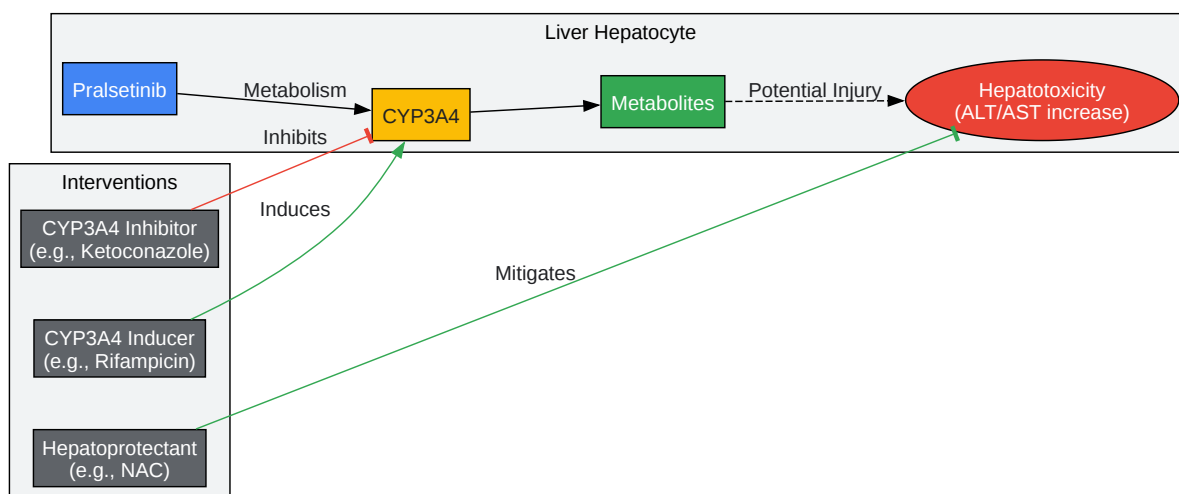 Liver Hepatocyte
Pralsetinib
Metabolism
CYP3A4
Metabolites
Potential Injury
Hepatotoxicity
(ALT/AST increase)
Inhibits
Interventions
CYP3A4 Inhibitor
(e.g., Ketoconazole)
Induces
Mitigates
CYP3A4 Inducer
(e.g., Rifampicin)
Hepatoprotectant
(e.g., NAC)